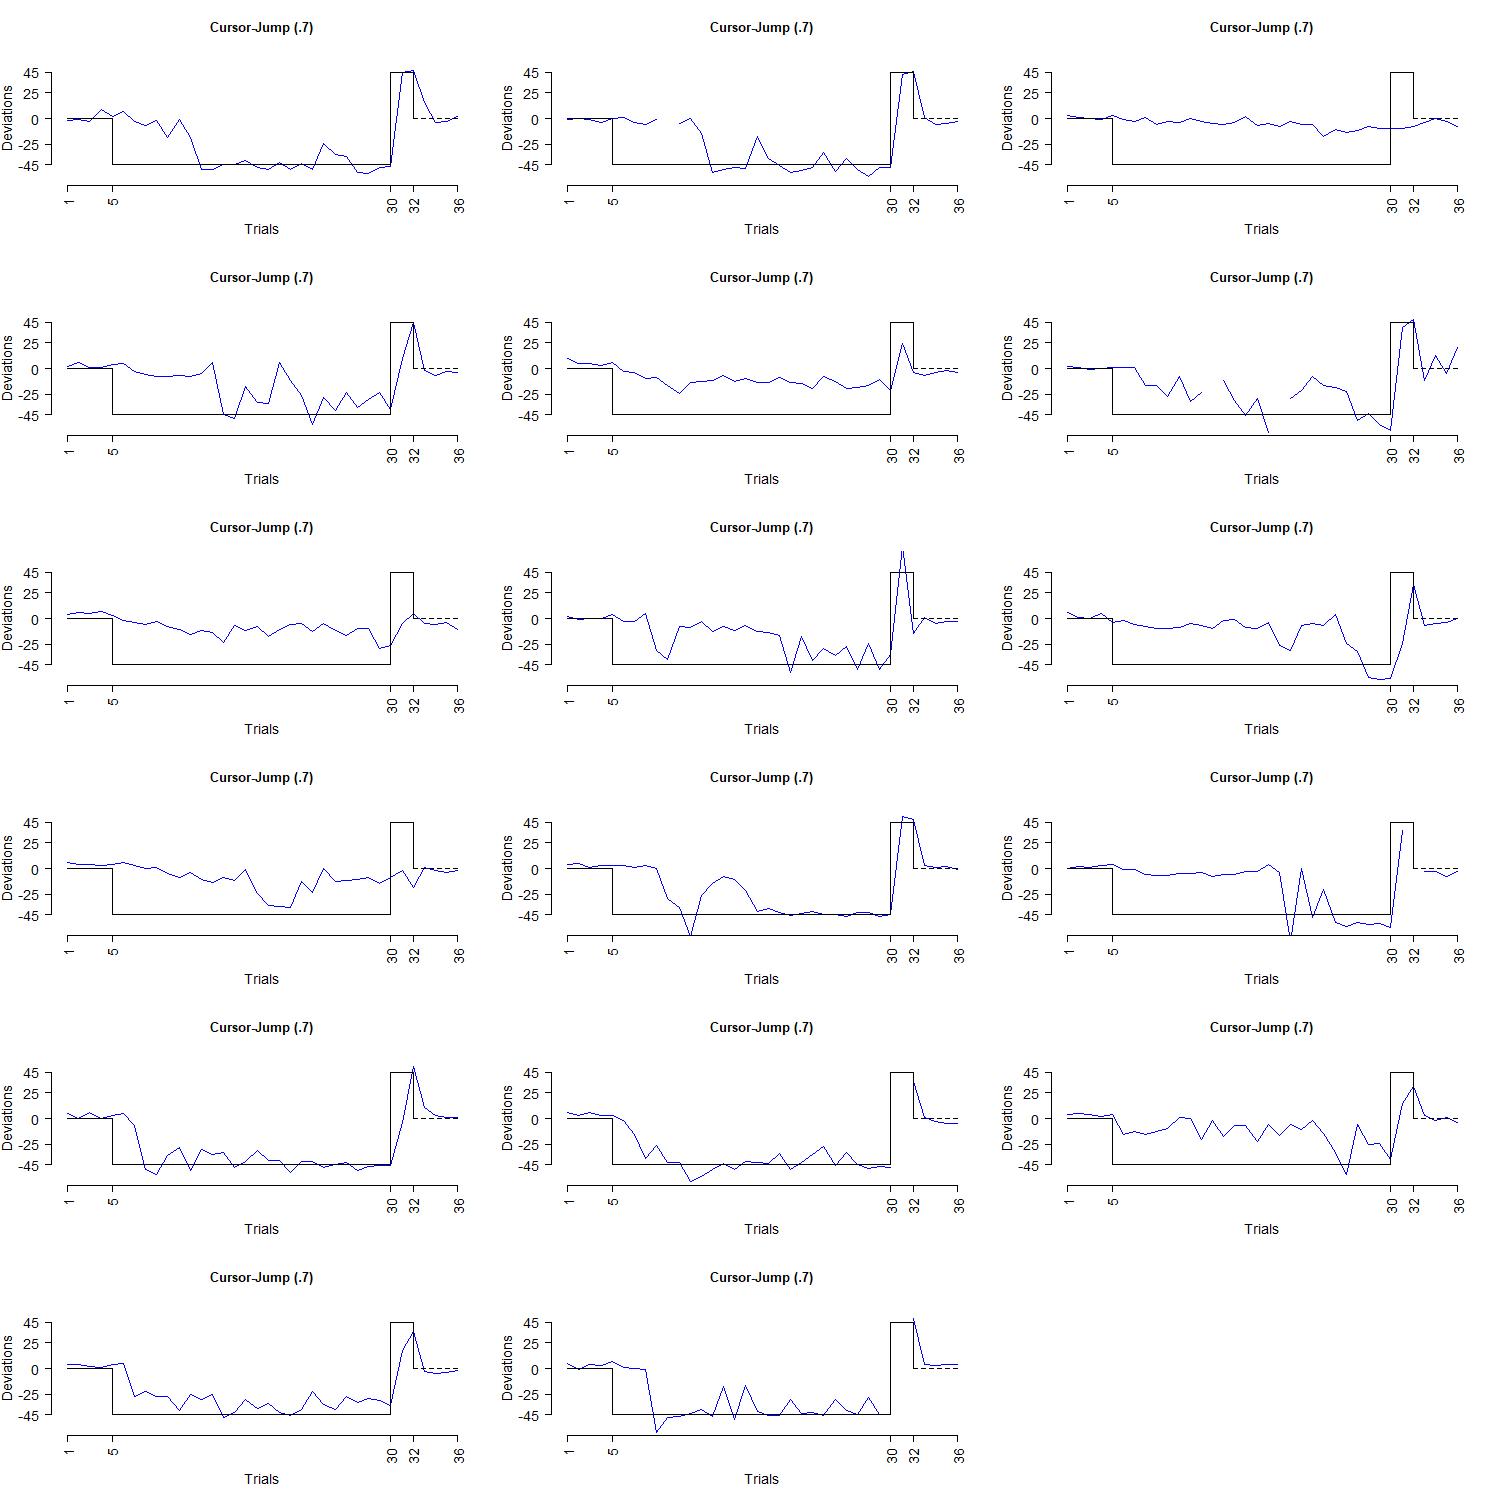 Cursor-Jump (.7) Cursor-Jump (.7) Cursor-Jump (.7)
Deviations 45 25 0 -25 -45 Deviations 45 25 0 -25 -45 Deviations 45 25 0 -25 -45
1 5 30 32 36 1 5 30 32 36 1 5 30 32 36
Trials Trials Trials
Cursor-Jump (.7) Cursor-Jump (.7) Cursor-Jump (.7)
Deviations 45 25 0 -25 -45 Deviations 45 25 0 -25 -45 Deviations 45 25 0 -25 -45
1 5 30 32 36 1 5 30 32 36 1 5 30 32 36
Trials Trials Trials
Cursor-Jump (.7) Cursor-Jump (.7) Cursor-Jump (.7)
Deviations 45 25 0 -25 -45 Deviations 45 25 0 -25 -45 Deviations 45 25 0 -25 -45
1 5 30 32 36 1 5 30 32 36 1 5 30 32 36
Trials Trials Trials
Cursor-Jump (.7) Cursor-Jump (.7) Cursor-Jump (.7)
Deviations 45 25 0 -25 -45 Deviations 45 25 0 -25 -45 Deviations 45 25 0 -25 -45
1 5 30 32 36 1 5 30 32 36 1 5 30 32 36
Trials Trials Trials
Cursor-Jump (.7) Cursor-Jump (.7) Cursor-Jump (.7)
Deviations 45 25 0 -25 -45 Deviations 45 25 0 -25 -45 Deviations 45 25 0 -25 -45
1 5 30 32 36 1 5 30 32 36 1 5 30 32 36
Trials Trials Trials
Cursor-Jump (.7) Cursor-Jump (.7)
Deviations 45 25 0 -25 -45 Deviations 45 25 0 -25 -45
1 5 30 32 36 1 5 30 32 36
Trials Trials